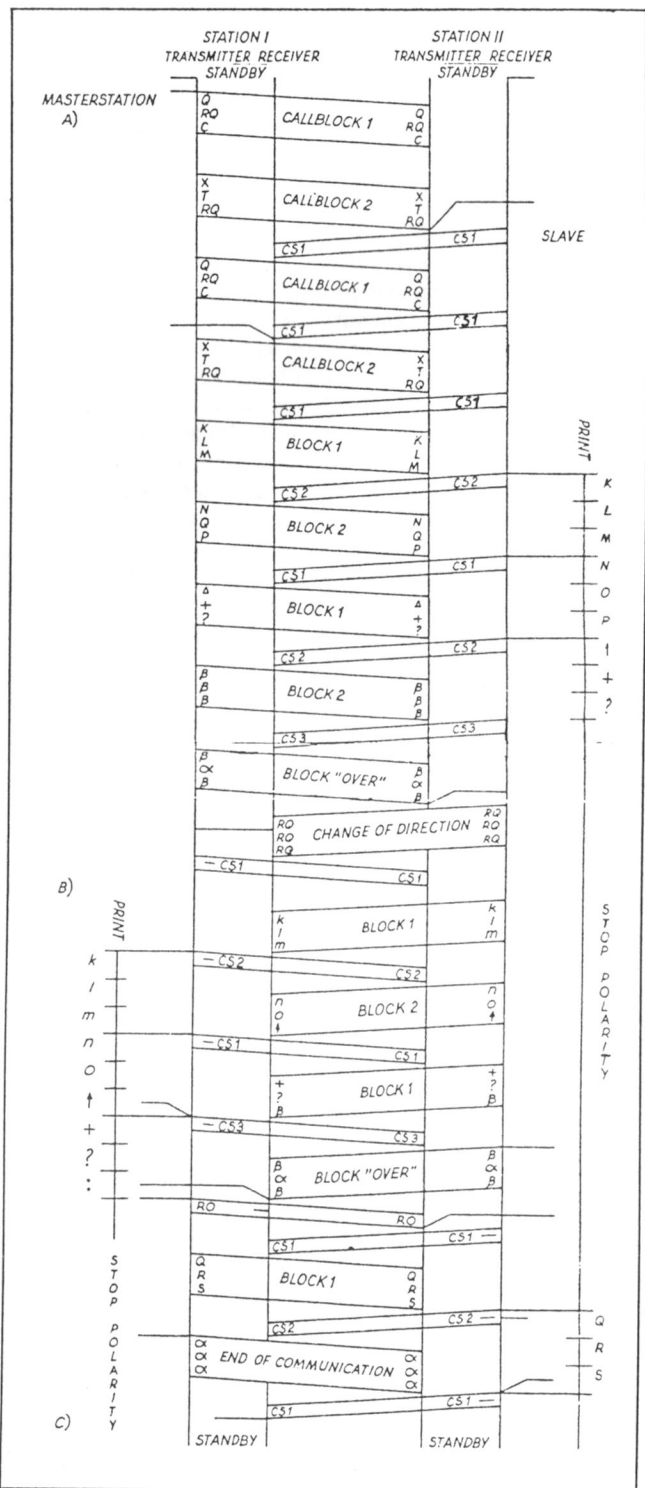 STATION I STATION II
TRANSMITTER RECEIVER TRANSMITTER RECEIVER
STANDBY STANDBY
MASTERSTATION
A)
Q Q
RQ CALLBLOCK 1 RQ
C C
X X
T CALLBLOCK 2 T
RQ RQ
CS1 CS1 SLAVE
Q Q
RQ CALLBLOCK 1 RQ
C C
CS1 CS1
X X
T CALLBLOCK 2 T
RQ RQ
CS1 CS1
K K
L BLOCK 1 L
M M
PRINT
CS2 CS2
N N
Q BLOCK 2 Q
P P
CS1 CS1
Δ Δ
+ BLOCK 1 +
? ?
CS2 CS2
β β
β BLOCK 2 β
β β
K
L
M
N
O
P
↑
+
?
CS3 CS3
β β
α BLOCK "OVER" α
B B
RQ RQ
RO CHANGE OF DIRECTION RQ
RQ RQ
CS1 CS1
B)
PRINT
k k
l BLOCK 1 l
m m
CS2 CS2
n n
O BLOCK 2 O
↑ ↑
CS1 CS1
+ +
? BLOCK 1 ?
B B
CS3 CS3
k
l
m
n
O
↑
+
?
:
STOP POLARITY
B B
α BLOCK "OVER" α
B B
RO RO
CS1 CS1
Q Q
R BLOCK 1 R
S S
CS2 CS2
Q
R
S
α α
α END OF COMMUNICATION α
α α
CS1 CS1
STOP POLARITY
C)
STANDBY STANDBY